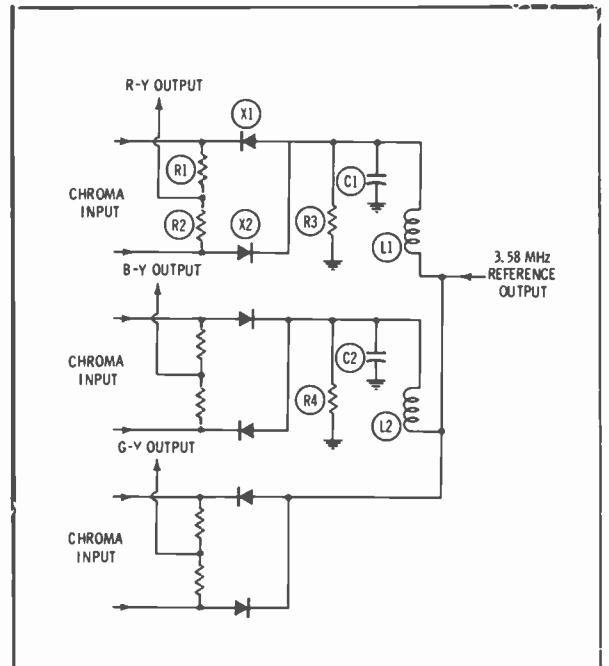 R-Y OUTPUT
X1
R1
CHROMA
INPUT
C1
R2
X2
R3
L1
3.58 MHz
REFERENCE
OUTPUT
B-Y OUTPUT
CHROMA
INPUT
C2
R4
L2
G-Y OUTPUT
CHROMA
INPUT